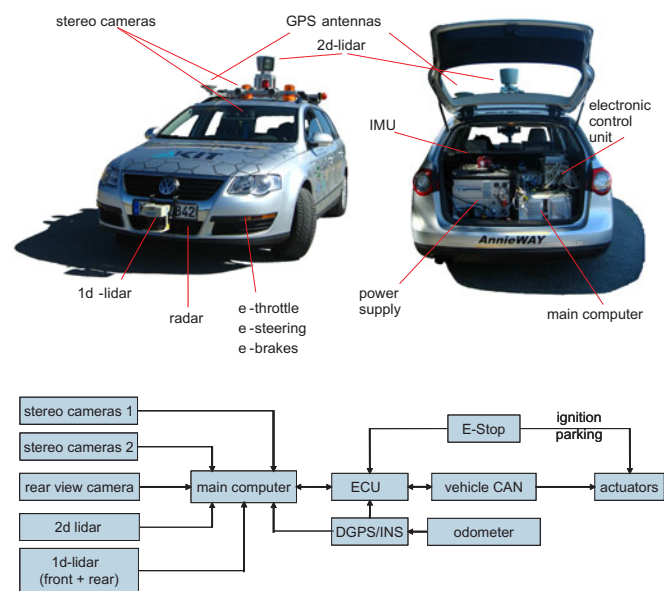 stereo cameras
GPS antennas
2d-lidar
electronic
control
unit
IMU
KIT
AnnieWAY
1d -lidar
radar
e -throttle
e -steering
e -brakes
power
supply
main computer
stereo cameras 1
stereo cameras 2
rear view camera
2d lidar
1d-lidar
(front + rear)
main computer
ECU
DGPS/INS
E-Stop
vehicle CAN
odometer
ignition
parking
actuators